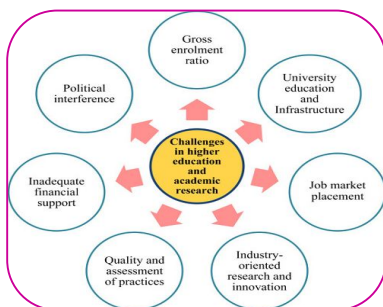 Gross
enrolment
ratio
Political
interference
University
education
and
Infrastructure
Challenges
in higher
education
and
academic
research
Inadequate
financial
support
Job market
placement
Quality and
assessment
of practices
Industry-
oriented
research and
innovation